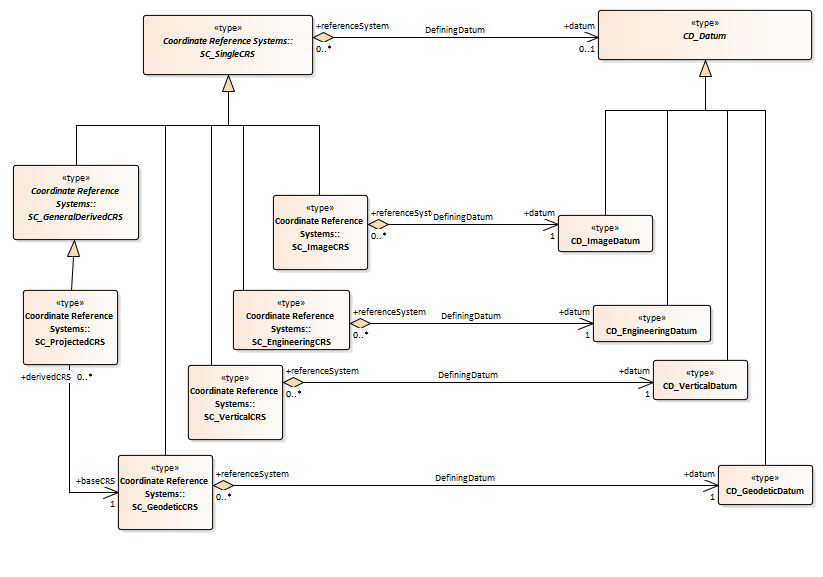 «type»
Coordinate Reference Systems::
SC_SingleCRS
+referenceSystem
0..*
DefiningDatum
+datum
0..1
«type»
CD_Datum
«type»
Coordinate Reference
Systems::
SC_GeneralDerivedCRS
«type»
Coordinate Reference
Systems::
SC_ImageCRS
+referenceSyst
0..*
DefiningDatum
+datum
1
«type»
CD_ImageDatum
«type»
Coordinate Reference
Systems::
SC_ProjectedCRS
«type»
Coordinate Reference
Systems::
SC_EngineeringCRS
+referenceSystem
0..*
DefiningDatum
+datum
1
«type»
CD_EngineeringDatum
+derivedCRS 0..*
«type»
Coordinate Reference
Systems::
SC_VerticalCRS
+referenceSystem
0..*
DefiningDatum
+datum
1
«type»
CD_VerticalDatum
+baseCRS
1
«type»
Coordinate Reference
Systems::
SC_GeodeticCRS
+referenceSystem
0..*
DefiningDatum
+datum
1
«type»
CD_GeodeticDatum